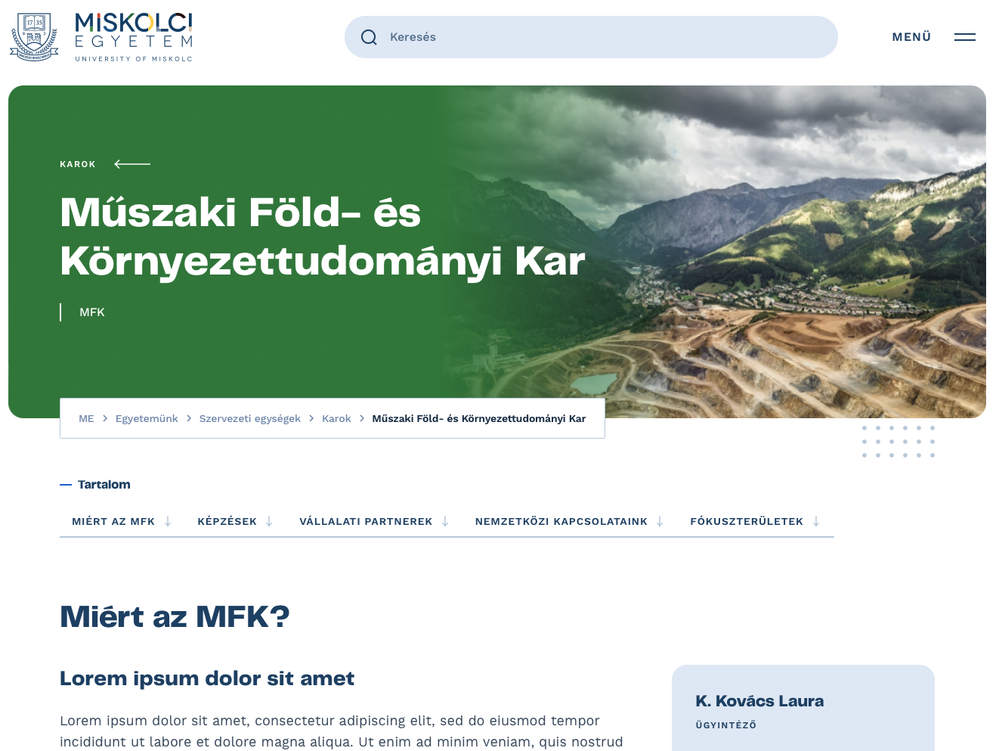 17 35
MISKOLCI
EGYETEM
UNIVERSITY OF MISKOLC
Keresés
MENÜ
KAROK
Műszaki Föld- és
Környezettudományi Kar
MFK
ME
Egyetemünk
Szervezeti egységek
Karok
Műszaki Föld- és Környezettudományi Kar
Tartalom
MIÉRT AZ MFK
KÉPZÉSEK
VÁLLALATI PARTNEREK
NEMZETKÖZI KAPCSOLATAINK
FÓKUSZTERÜLETEK
Miért az MFK?
Lorem ipsum dolor sit amet
Lorem ipsum dolor sit amet, consectetur adipiscing elit, sed do eiusmod tempor
incididunt ut labore et dolore magna aliqua. Ut enim ad minim veniam, quis nostrud
K. Kovács Laura
ÜGYINTÉZŐ